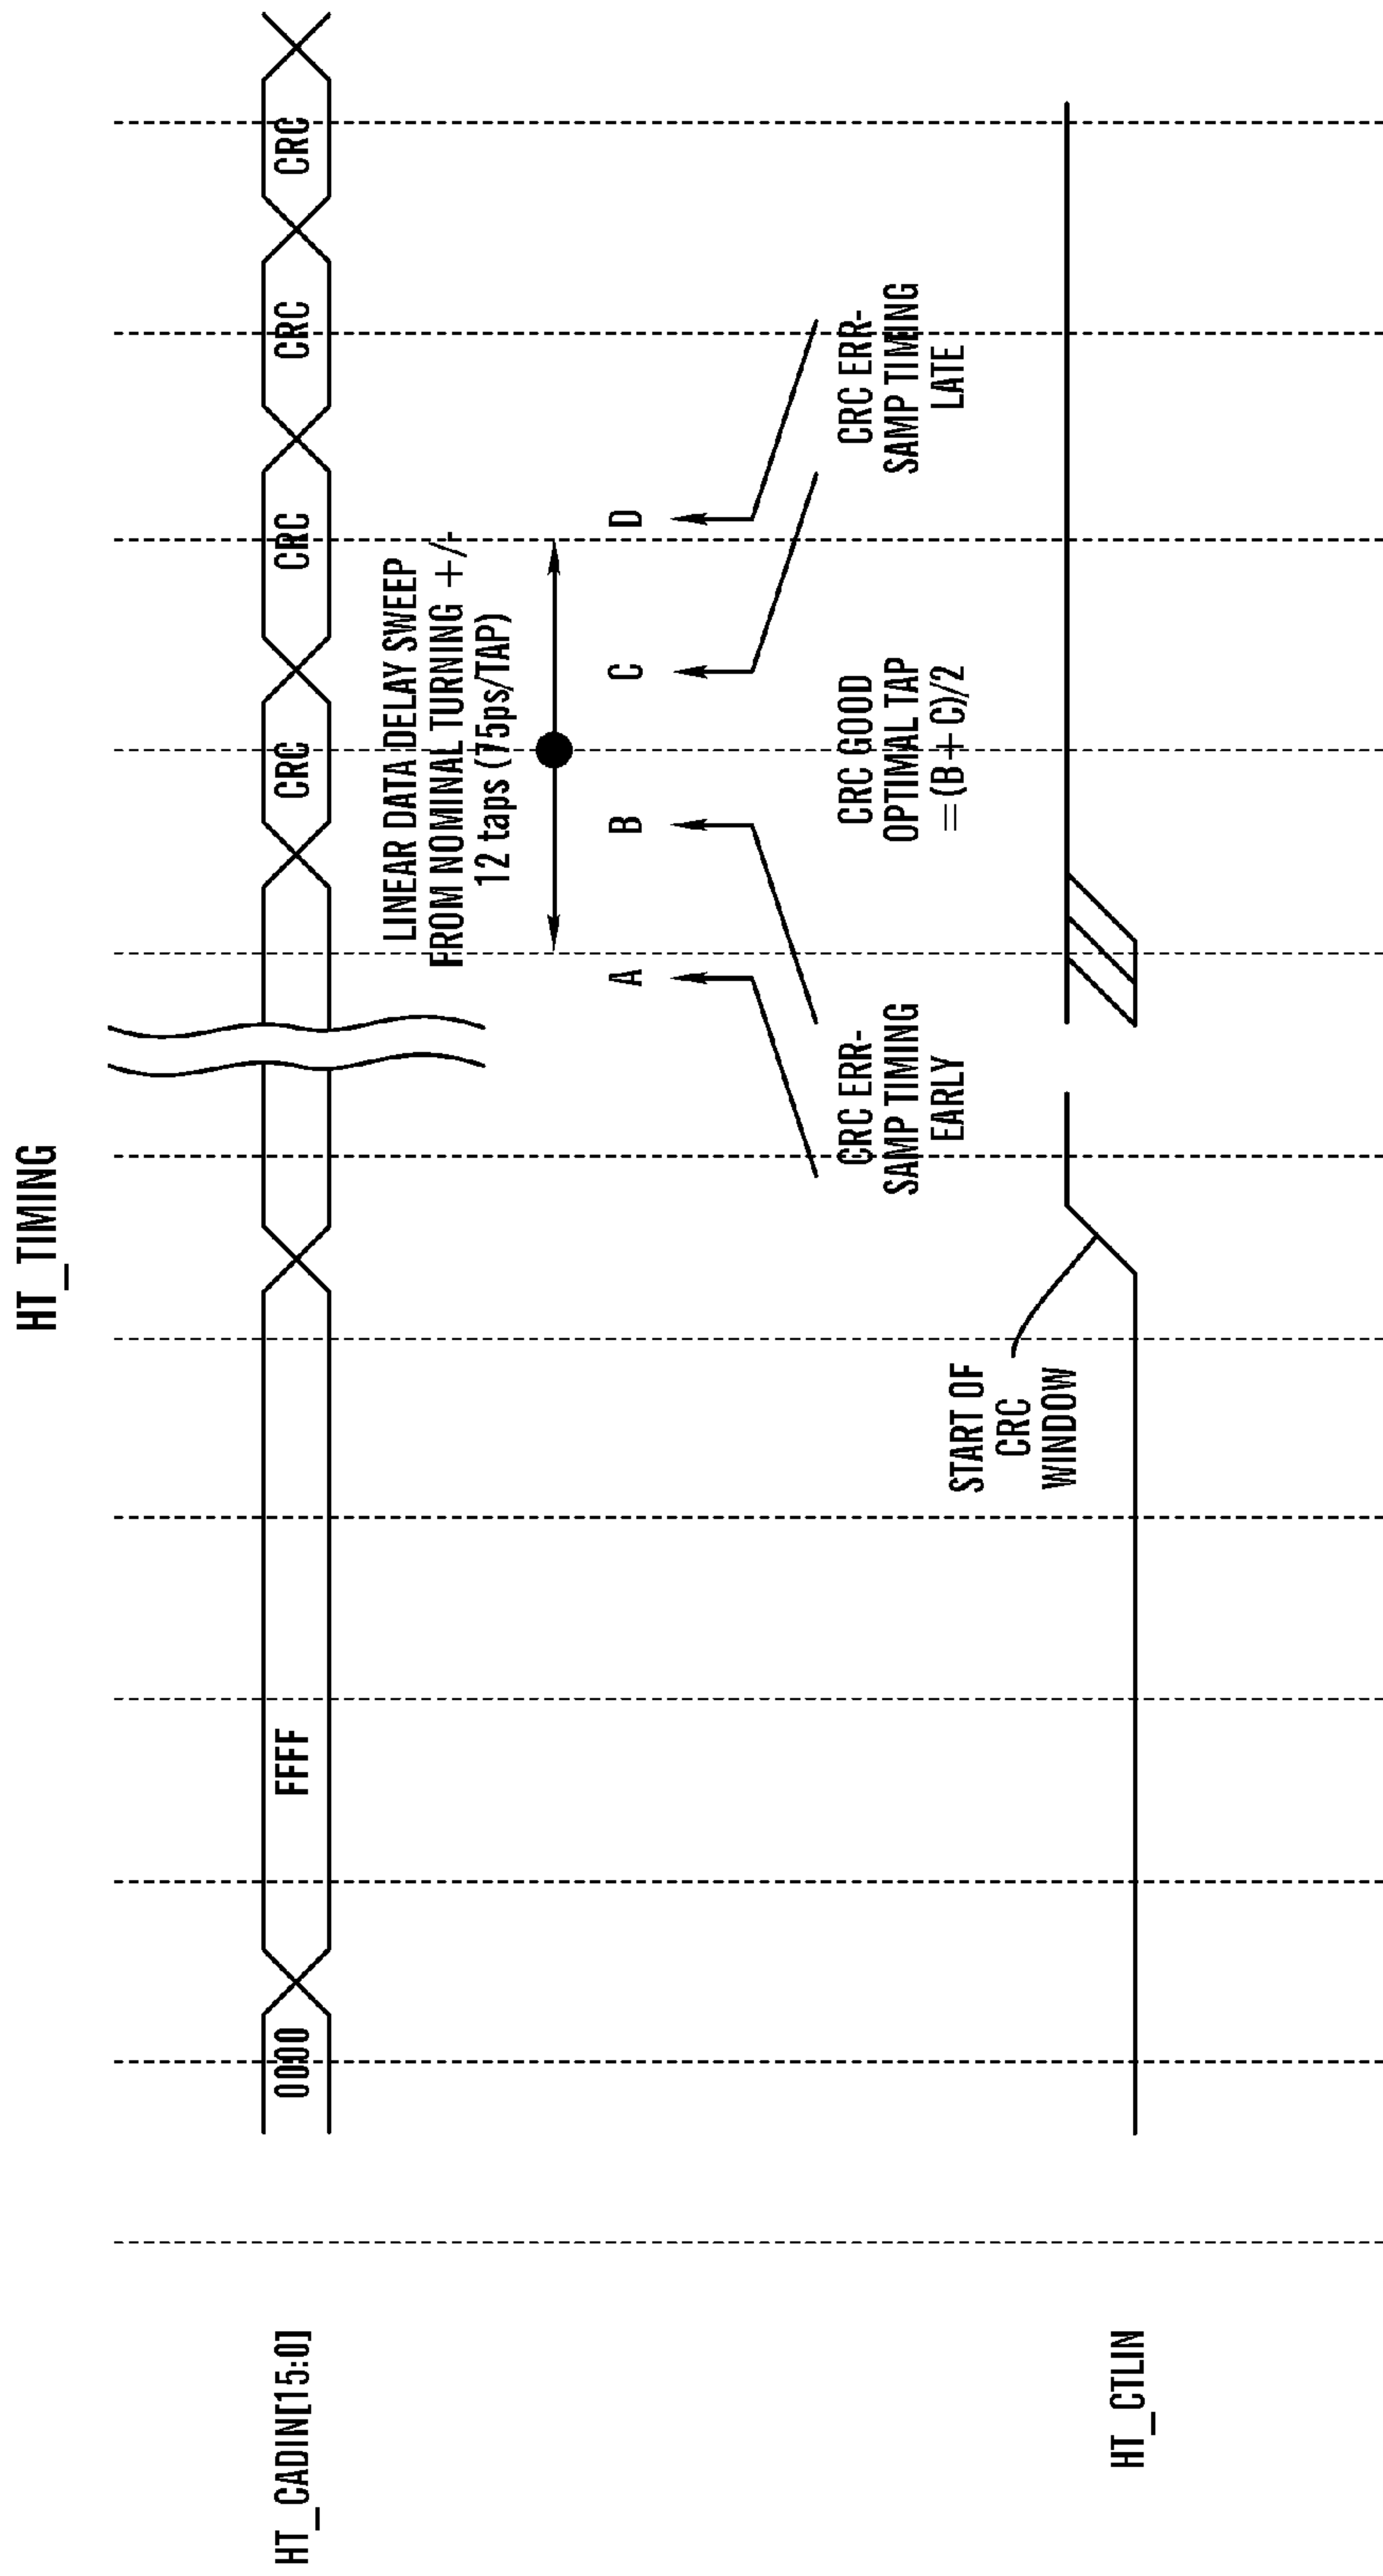 HT_TIMING
HT_CADIN[15:0]
0000
FFFF
CRC
CRC
CRC
CRC
LINEAR DATA DELAY SWEEP
FROM NOMINAL TURNING +/-
12 taps (75ps/TAP)
A
B
C
D
CRC ERR-
SAMP TIMING
EARLY
CRC GOOD
OPTIMAL TAP
=(B+C)/2
CRC ERR-
SAMP TIMING
LATE
START OF
CRC
WINDOW
HT_CTLIN